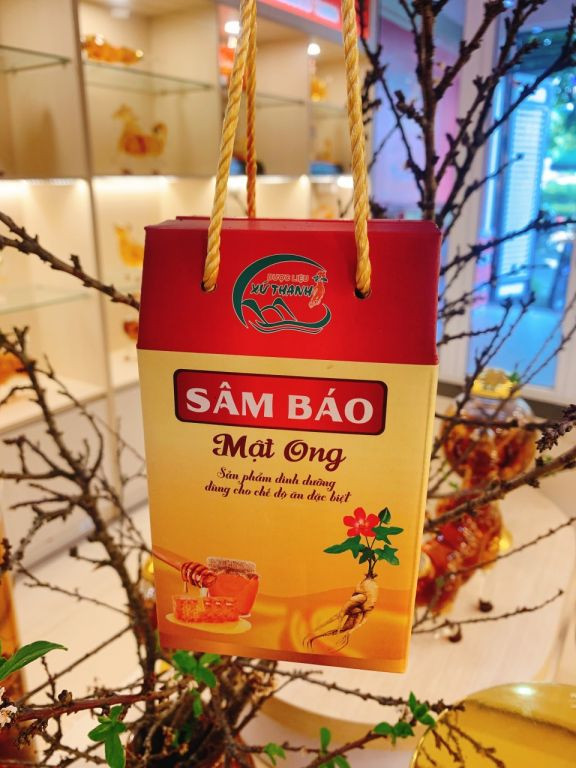 DƯỢC LIỆU
XỨ THANH
SÂM BÁO
Mật Ong
Sản phẩm dinh dưỡng
dùng cho chế độ ăn đặc biệt